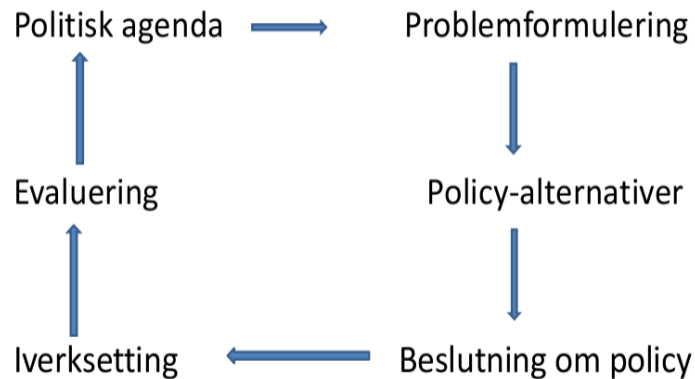 Politisk agenda
Problemformulering
Evaluering
Policy-alternativer
Iverksetting
Beslutning om policy